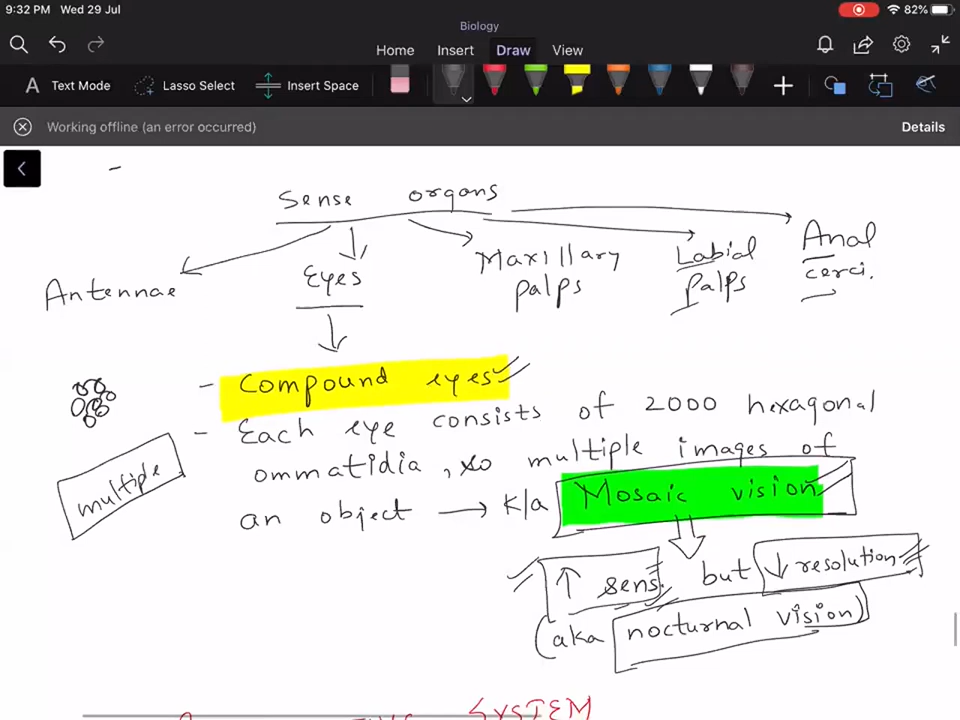 9:32 PM Wed 29 Jul
82%
Biology
Home Insert Draw View
Text Mode Lasso Select Insert Space
Working offline (an error occurred) Details
Sense organs
Antennae Eyes Maxillary palps Labial palps Anal cerci.
- Compound eyes
- Each eye consists of 2000 hexagonal
ommatidia, so multiple images of
multiple
an object → K/a Mosaic vision
↑ sens. but ↓ resolution
(aka nocturnal vision)
SYSTEM